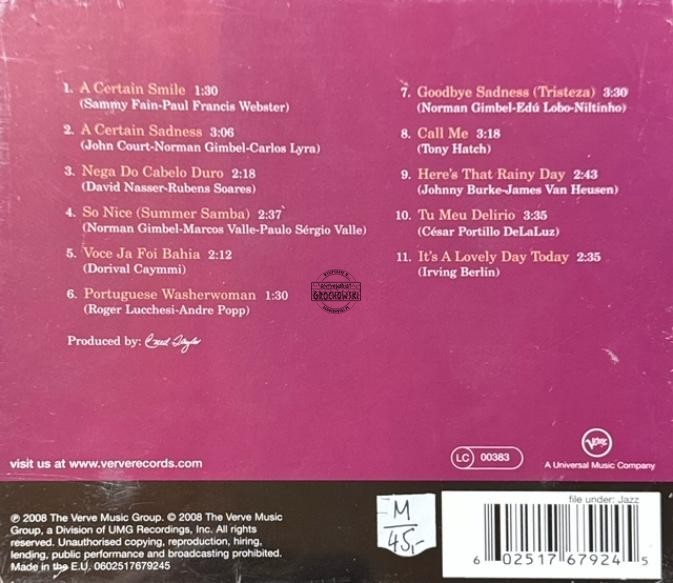 1. A Certain Smile 1:30
(Sammy Fain-Paul Francis Webster)
2. A Certain Sadness 3:06
(John Court-Norman Gimbel-Carlos Lyra)
3. Nega Do Cabelo Duro 2:18
(David Nasser-Rubens Soares)
4. So Nice (Summer Samba) 2:37
(Norman Gimbel-Marcos Valle-Paulo Sérgio Valle)
5. Voce Ja Foi Bahia 2:12
(Dorival Caymmi)
6. Portuguese Washerwoman 1:30
(Roger Lucchesi-Andre Popp)
Produced by: Creed Taylor
7. Goodbye Sadness (Tristeza) 3:30
(Norman Gimbel-Edú Lobo-Niltinho)
8. Call Me 3:18
(Tony Hatch)
9. Here's That Rainy Day 2:43
(Johnny Burke-James Van Heusen)
10. Tu Meu Delirio 3:35
(César Portillo DeLaLuz)
11. It's A Lovely Day Today 2:35
(Irving Berlin)
GROCHOWSKI
visit us at www.ververecords.com
LC 00383
Verve
A Universal Music Company
℗ 2008 The Verve Music Group. © 2008 The Verve Music
Group, a Division of UMG Recordings, Inc. All rights
reserved. Unauthorised copying, reproduction, hiring,
lending, public performance and broadcasting prohibited.
Made in the E.U. 0602517679245
M
45,-
file under: Jazz
6 02517 67924 5